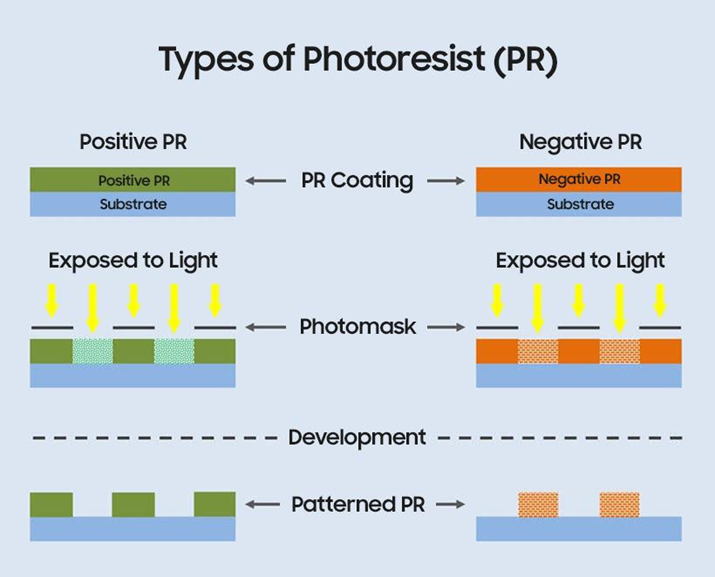 Types of Photoresist (PR)
Positive PR
Negative PR
Positive PR
PR Coating
Negative PR
Substrate
Substrate
Exposed to Light
Exposed to Light
Photomask
Development
Patterned PR